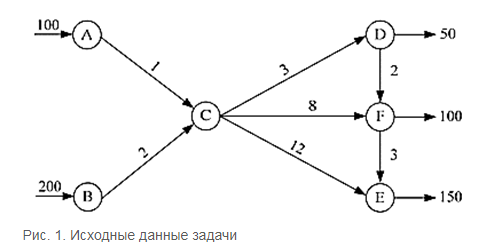 100 A 1 D 50
3 2
C 8 F 100
2 12 3
200 B E 150
Рис. 1. Исходные данные задачи